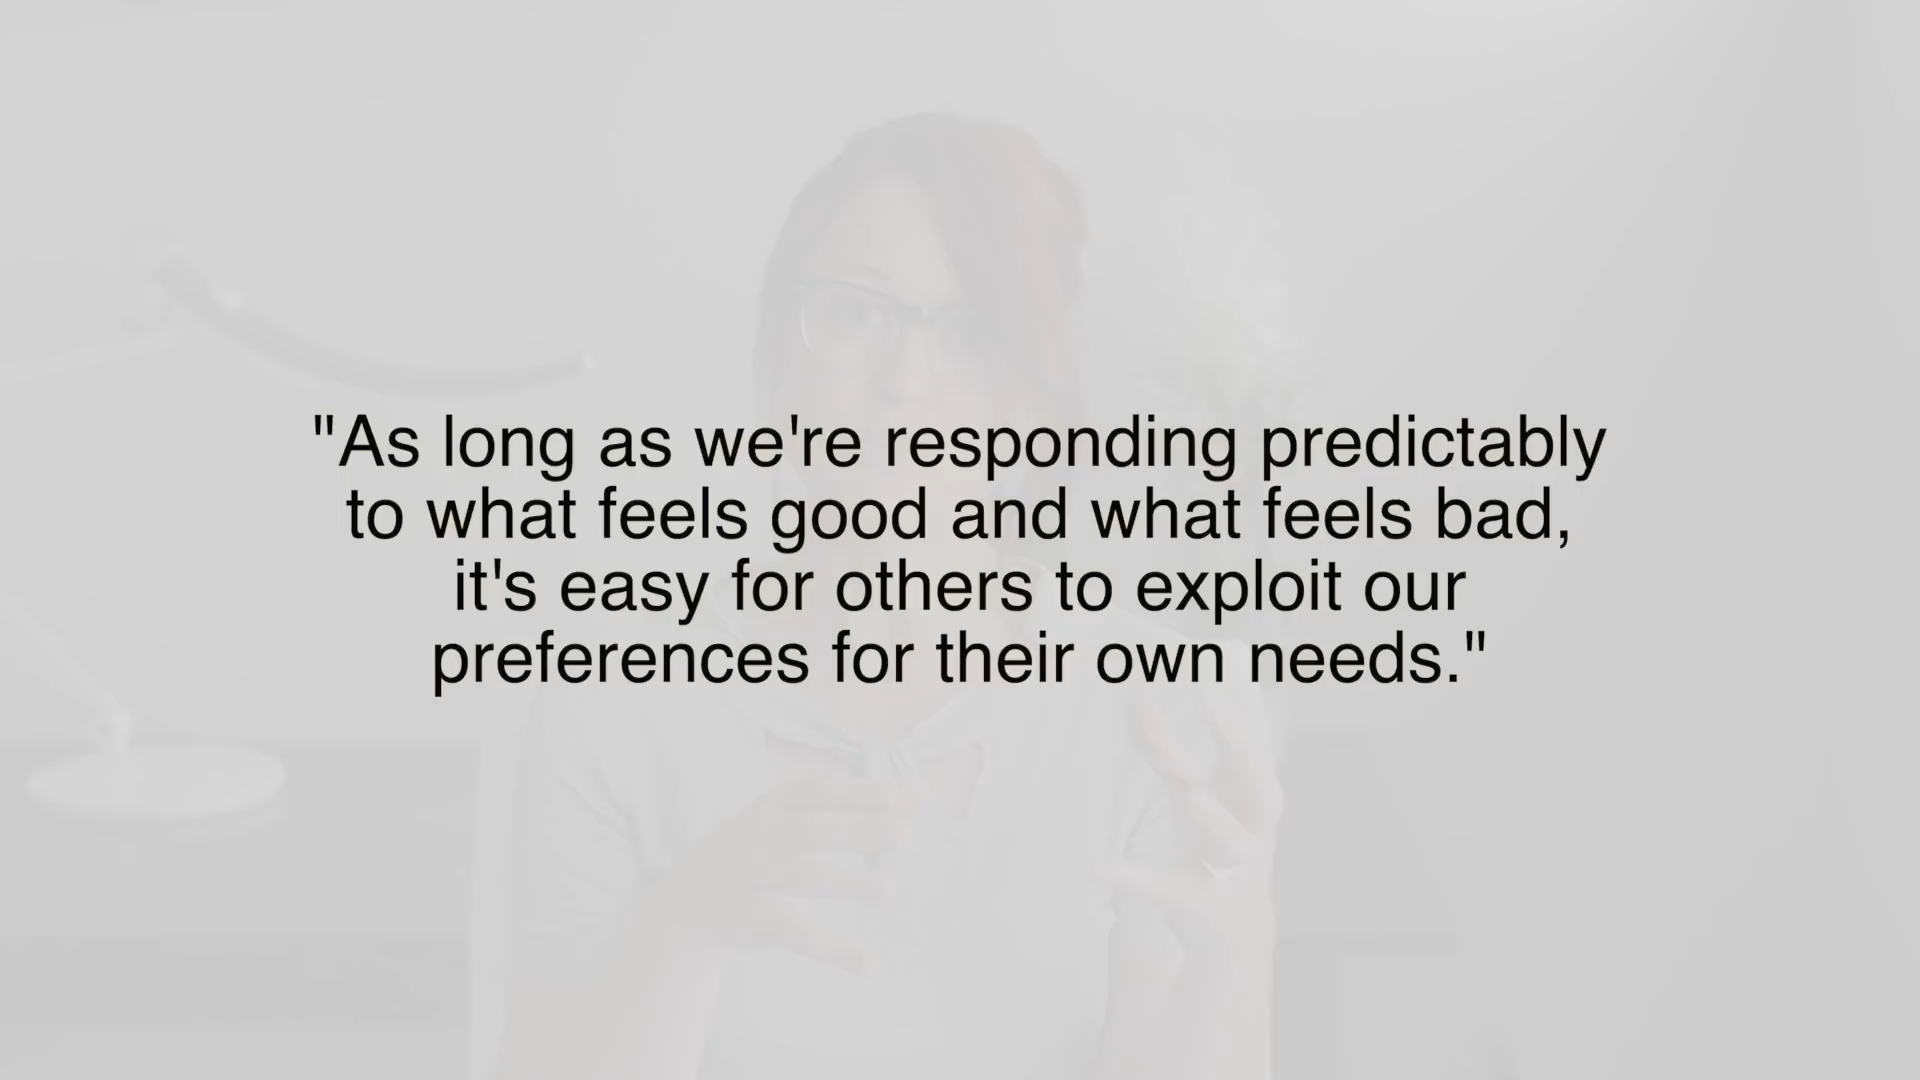 "As long as we're responding predictably
to what feels good and what feels bad,
it's easy for others to exploit our
preferences for their own needs."